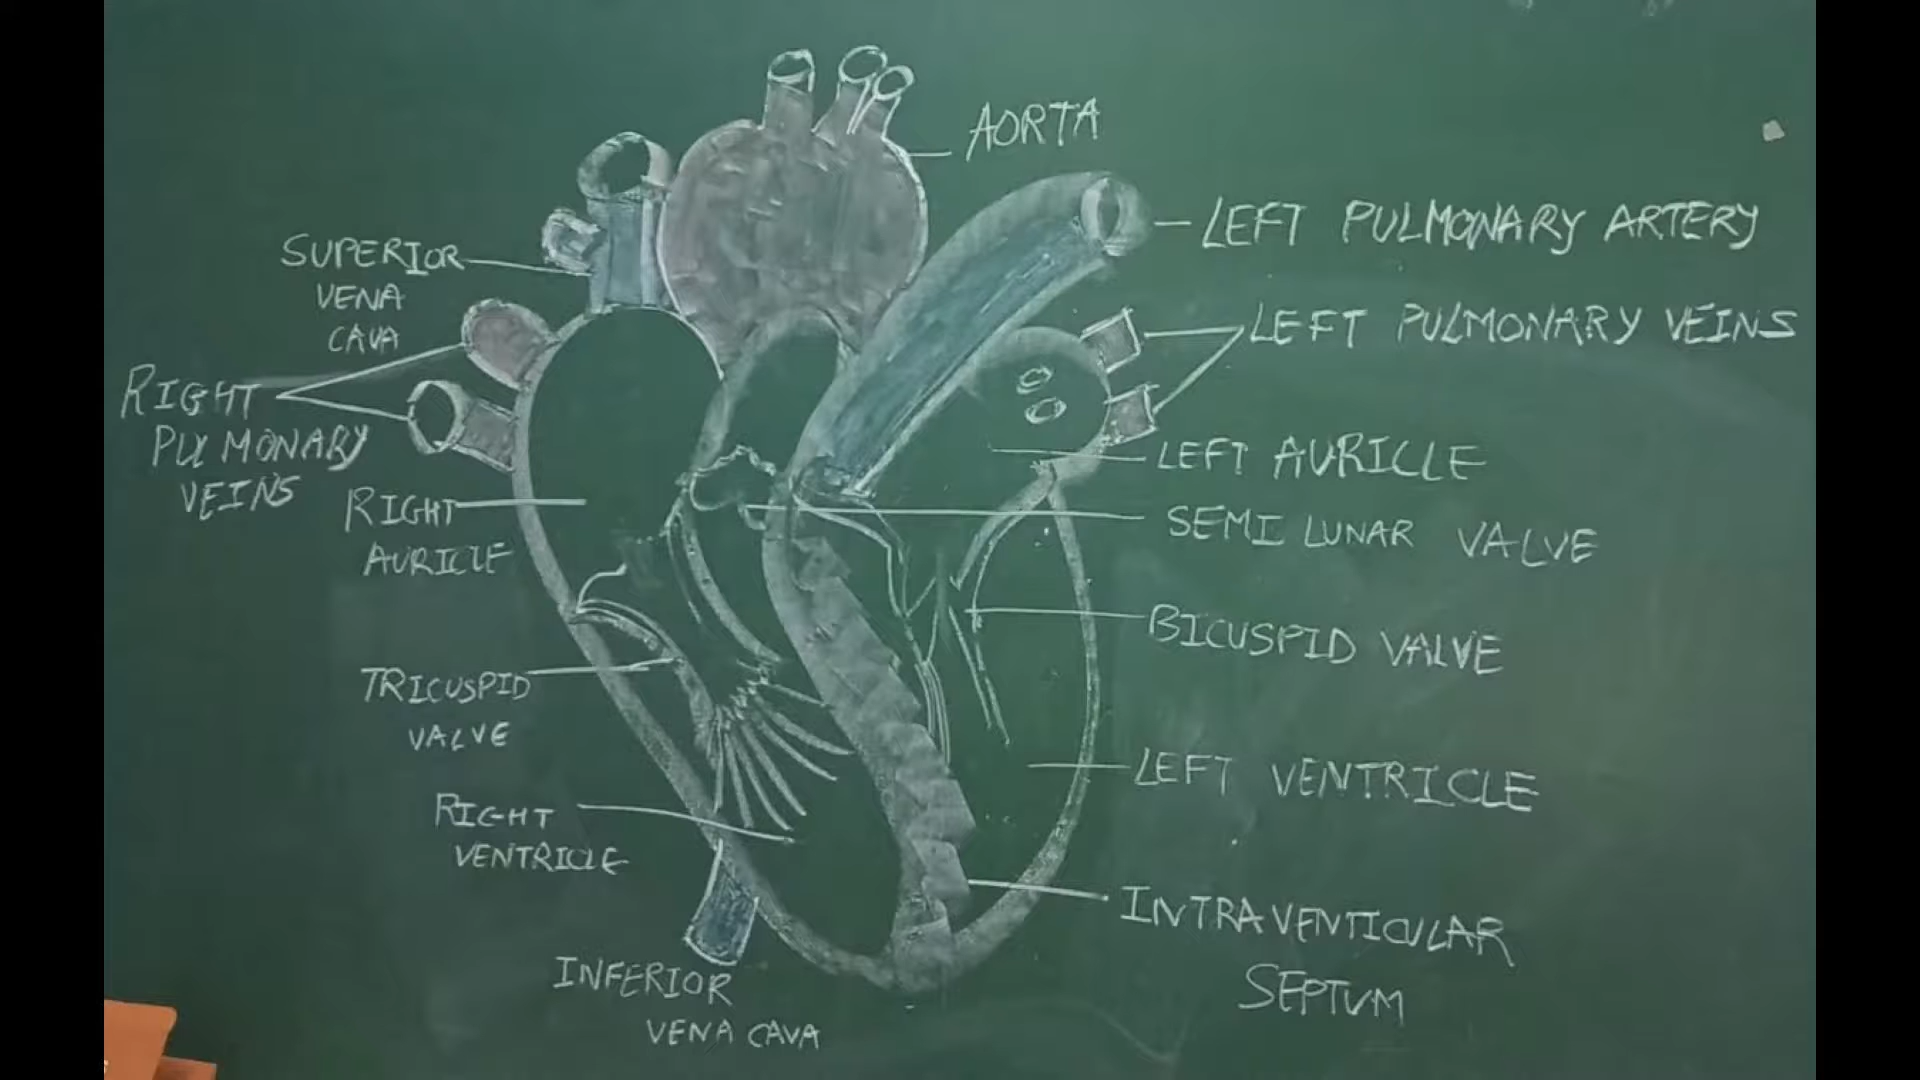 AORTA
LEFT PULMONARY ARTERY
SUPERIOR
VENA
CAVA
LEFT PULMONARY VEINS
RIGHT
PULMONARY
VEINS
LEFT AURICLE
RIGHT
AURICLE
SEMI LUNAR VALVE
BICUSPID VALVE
TRICUSPID
VALVE
LEFT VENTRICLE
RIGHT
VENTRICLE
INTRAVENTICULAR
SEPTUM
INFERIOR
VENA CAVA